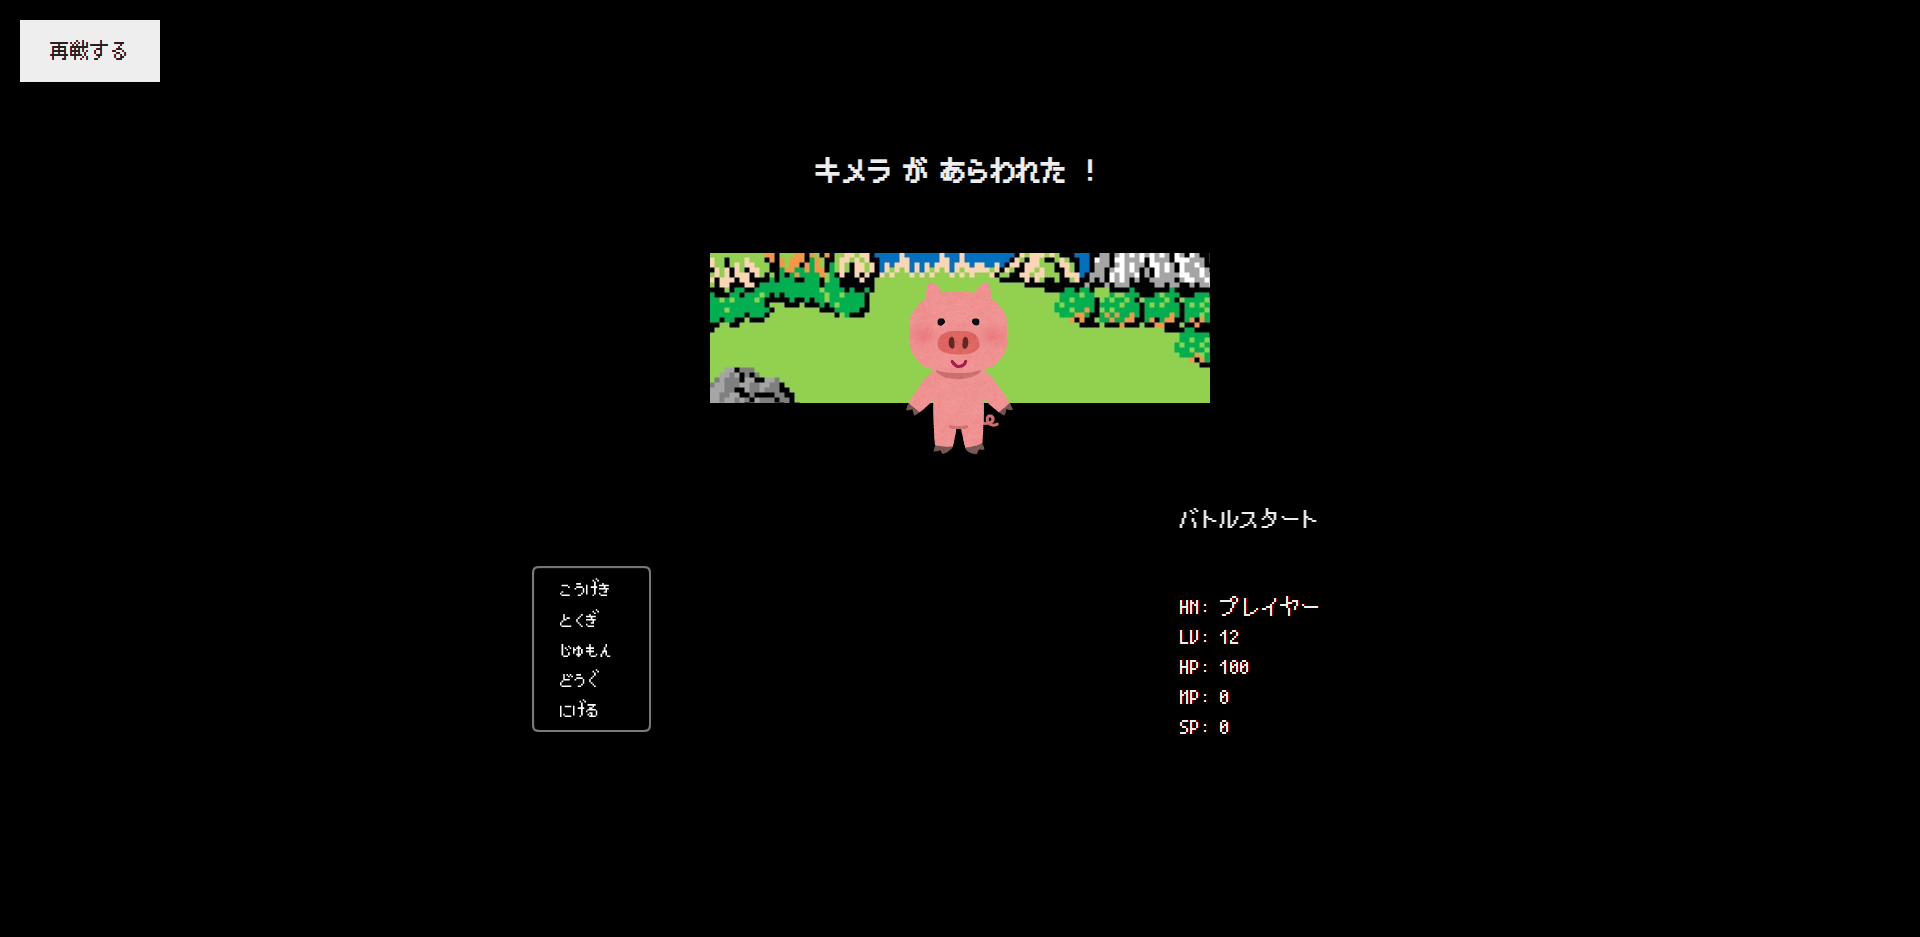 再戦する
キメラ が あらわれた !
バトルスタート
こうげき
とくぎ
じゅもん
どうぐ
にげる
HN: プレイヤー
LV: 12
HP: 100
MP: 0
SP: 0